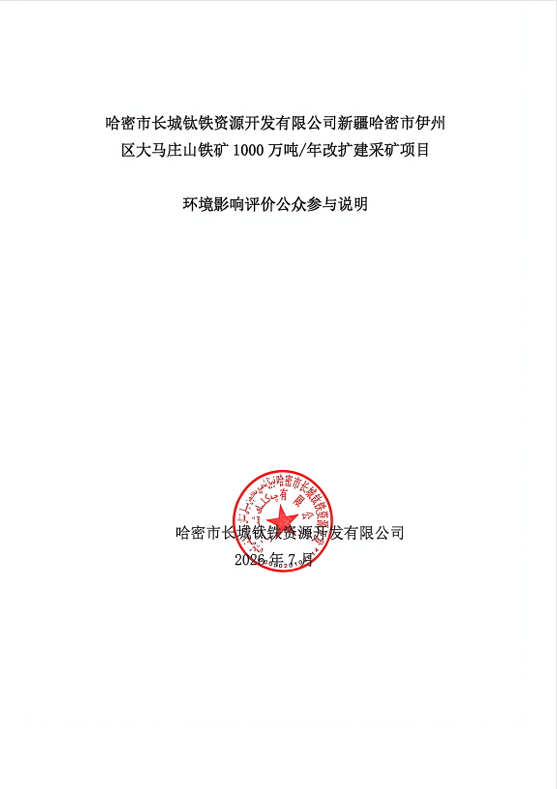 哈密市长城钛铁资源开发有限公司新疆哈密市伊州
区大马庄山铁矿 1000 万吨/年改扩建采矿项目
环境影响评价公众参与说明
哈密市长城钛铁资源开发有限公司
2026 年 7 月